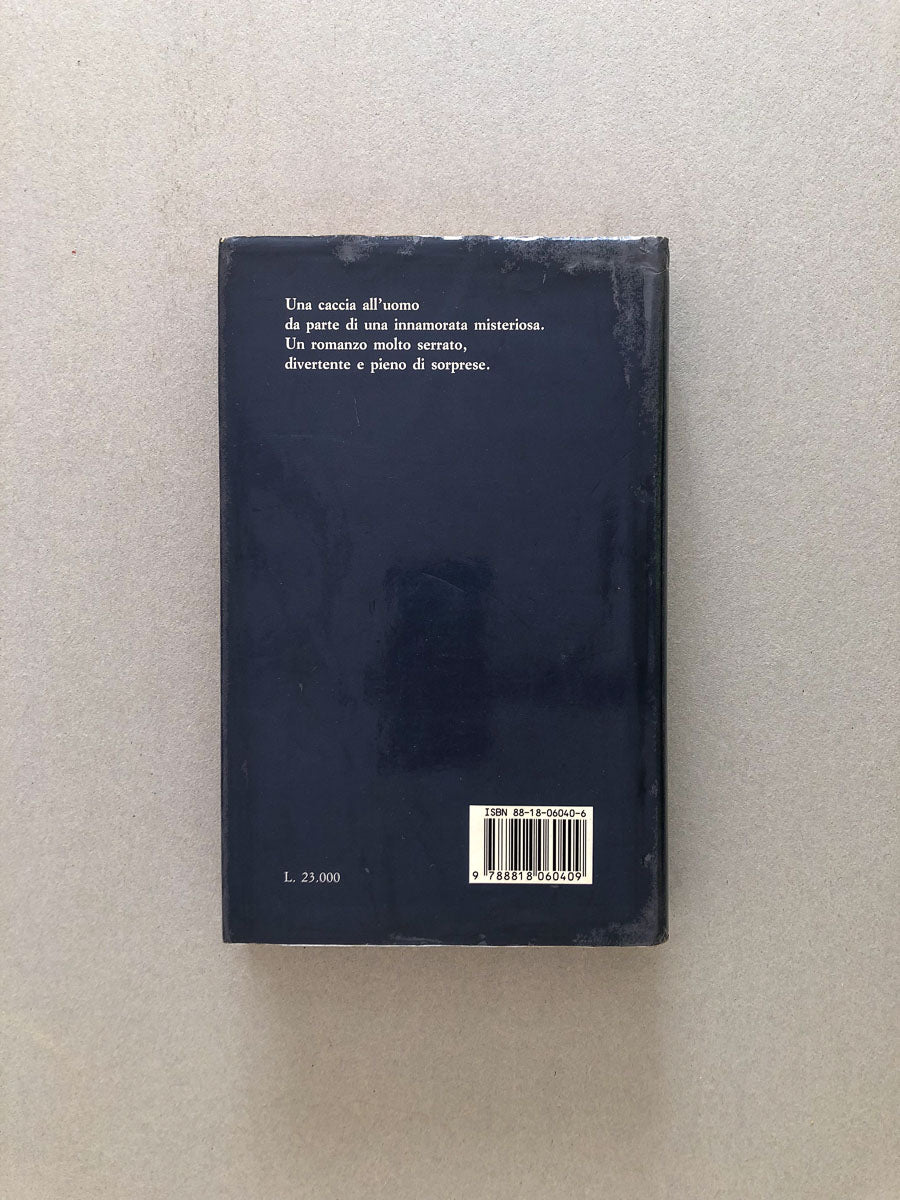 Una caccia all'uomo
da parte di una innamorata misteriosa.
Un romanzo molto serrato,
divertente e pieno di sorprese.
ISBN 88-18-06040-6
9 788818 060409
L. 23.000